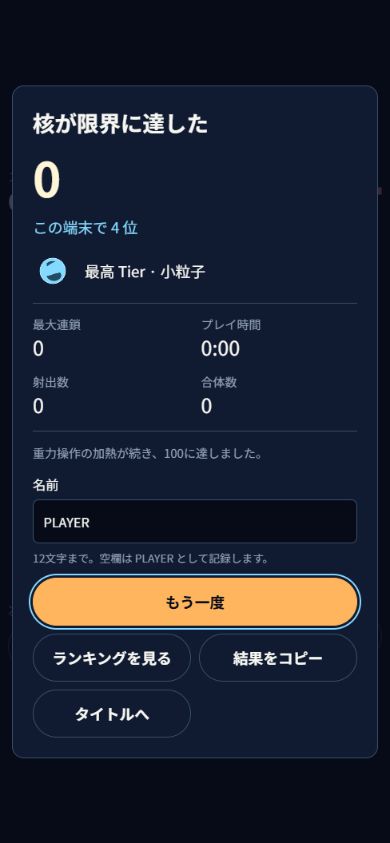 核が限界に達した
0
この端末で 4 位
最高 Tier · 小粒子
最大連鎖 プレイ時間
0 0:00
射出数 合体数
0 0
重力操作の加熱が続き、100に達しました。
名前
PLAYER
12文字まで。空欄は PLAYER として記録します。
もう一度
ランキングを見る 結果をコピー
タイトルへ